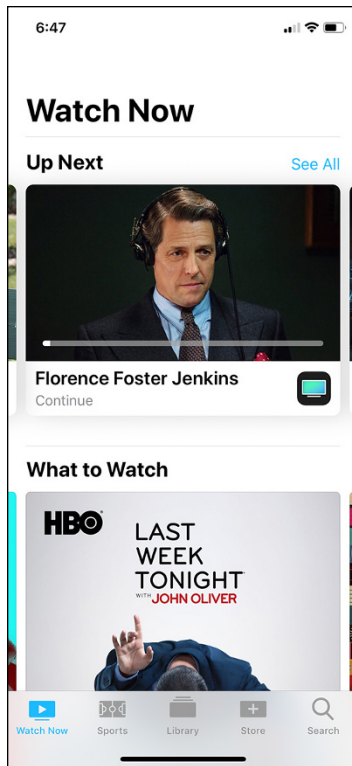 6:47
Watch Now
Up Next
See All
Florence Foster Jenkins
Continue
What to Watch
HBO
LAST
WEEK
TONIGHT
WITH JOHN OLIVER
Watch Now
Sports
Library
Store
Search